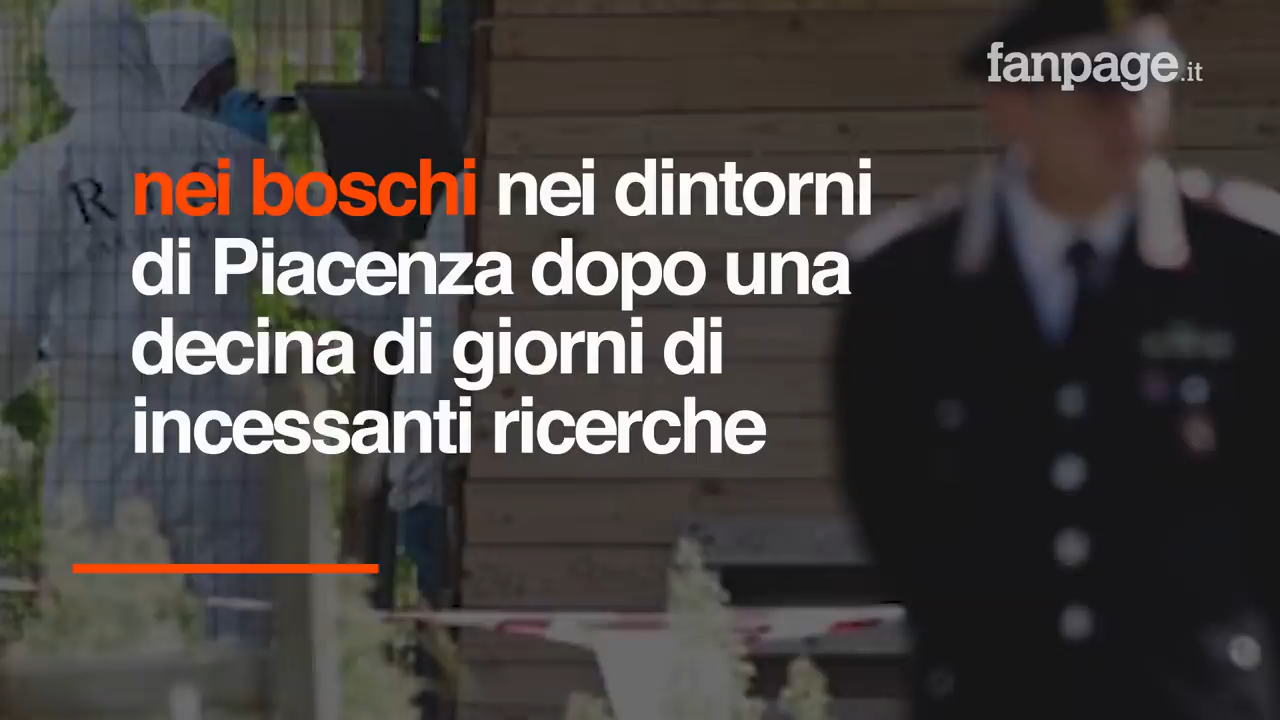 fanpage.it
nei boschi nei dintorni
di Piacenza dopo una
decina di giorni di
incessanti ricerche